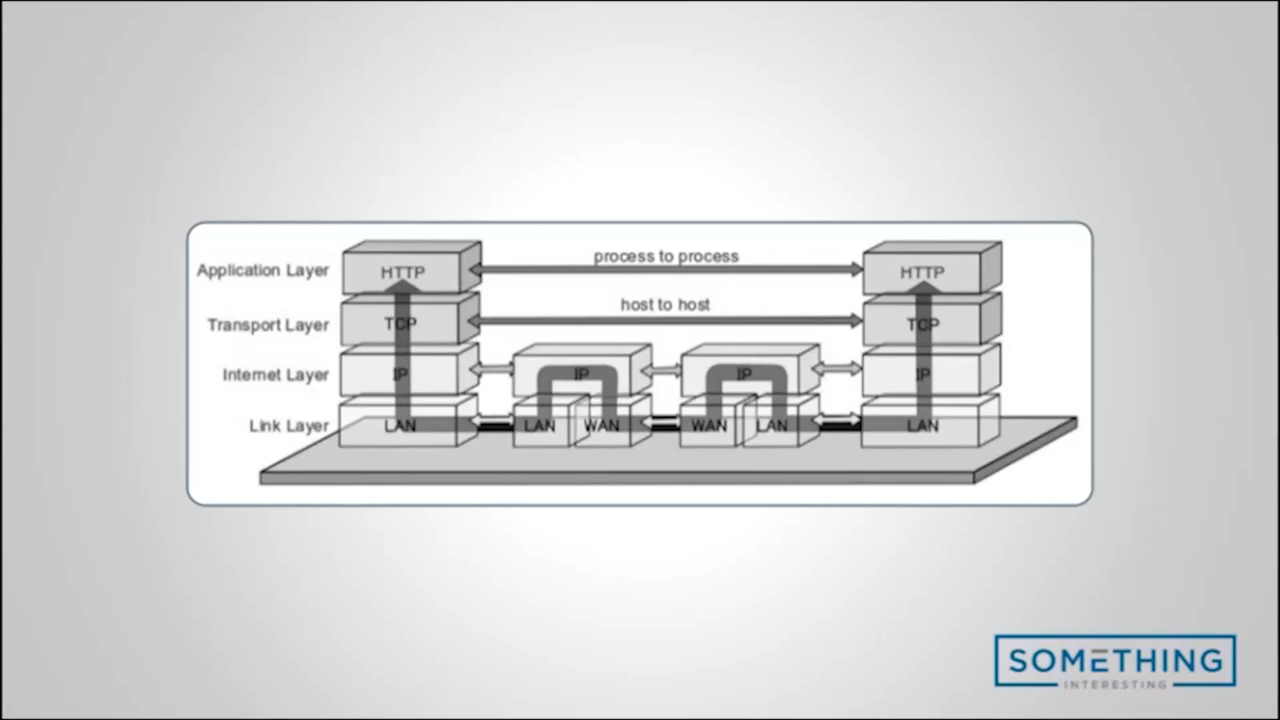 Application Layer
HTTP
process to process
HTTP
Transport Layer
TCP
host to host
TCP
Internet Layer
IP
IP
IP
IP
Link Layer
LAN
LAN
WAN
WAN
LAN
LAN
SOMETHING
INTERESTING